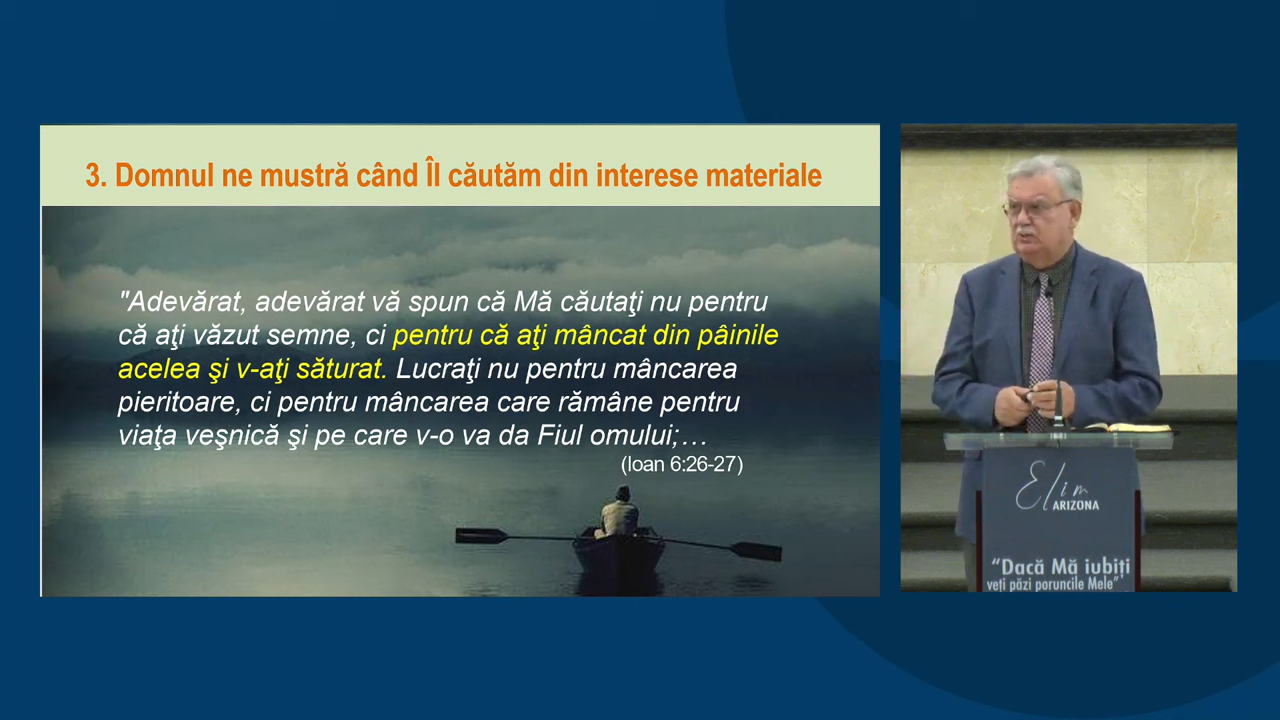 3. Domnul ne mustră când Îl căutăm din interese materiale
"Adevărat, adevărat vă spun că Mă căutaţi nu pentru
că aţi văzut semne, ci pentru că aţi mâncat din pâinile
acelea şi v-aţi săturat. Lucraţi nu pentru mâncarea
pieritoare, ci pentru mâncarea care rămâne pentru
viaţa veşnică şi pe care v-o va da Fiul omului;…
(Ioan 6:26-27)
Elim
ARIZONA
“Dacă Mă iubiți
veți păzi poruncile Mele”